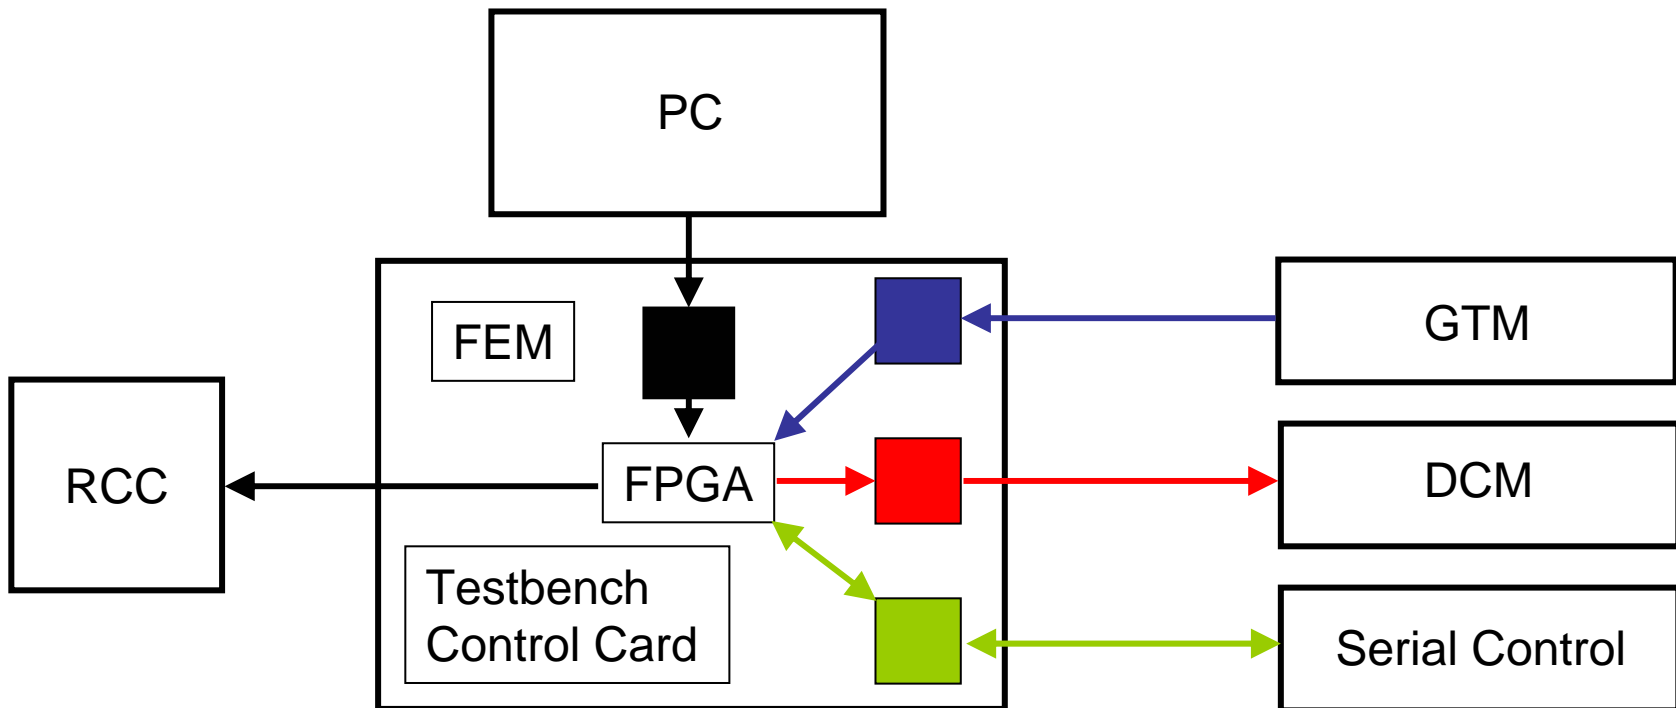 PC
FEM
GTM
RCC
FPGA
DCM
Testbench
Control Card
Serial Control